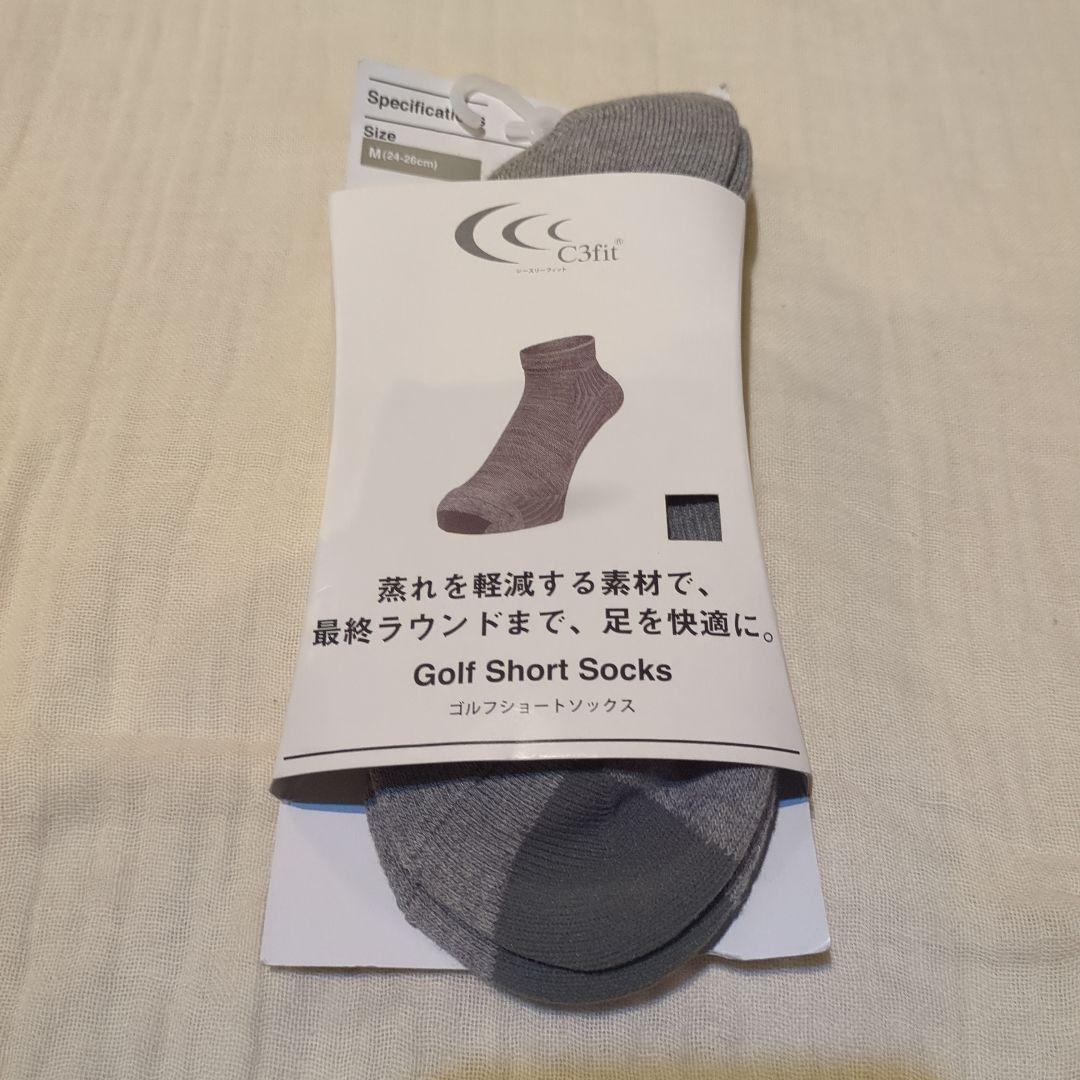 Specifications
Size
M(24-26cm)
C3fit®
シースリーフィット
蒸れを軽減する素材で、
最終ラウンドまで、足を快適に。
Golf Short Socks
ゴルフショートソックス